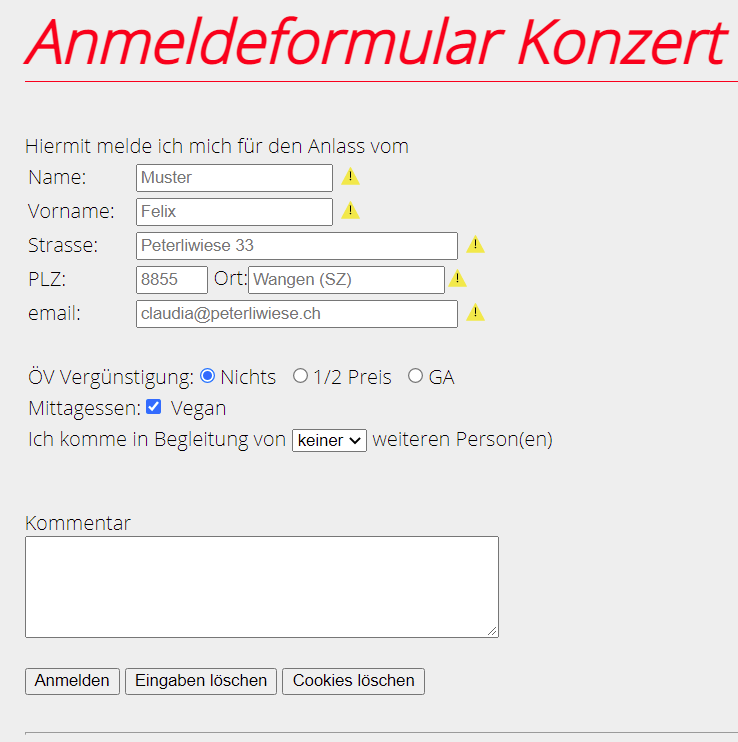 Anmeldeformular Konzert
Hiermit melde ich mich für den Anlass vom
Name: Muster !
Vorname: Felix !
Strasse: Peterliwiese 33 !
PLZ: 8855 Ort: Wangen (SZ) !
email: claudia@peterliwiese.ch !
ÖV Vergünstigung: Nichts 1/2 Preis GA
Mittagessen: Vegan
Ich komme in Begleitung von keiner weiteren Person(en)
Kommentar
Anmelden Eingaben löschen Cookies löschen